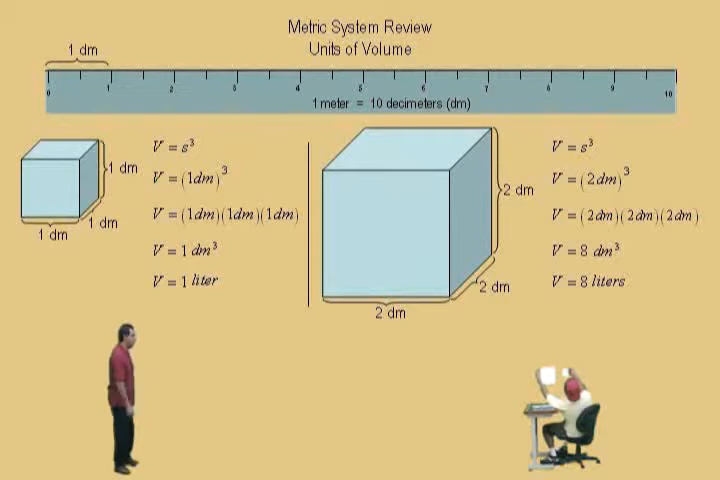 Metric System Review
Units of Volume
1 dm
0 1 2 3 4 5 6 7 8 9 10
1 meter = 10 decimeters (dm)
1 dm
1 dm
1 dm
V = s³
V = (1dm)³
V = (1dm)(1dm)(1dm)
V = 1 dm³
V = 1 liter
2 dm
2 dm
2 dm
V = s³
V = (2dm)³
V = (2dm)(2dm)(2dm)
V = 8 dm³
V = 8 liters